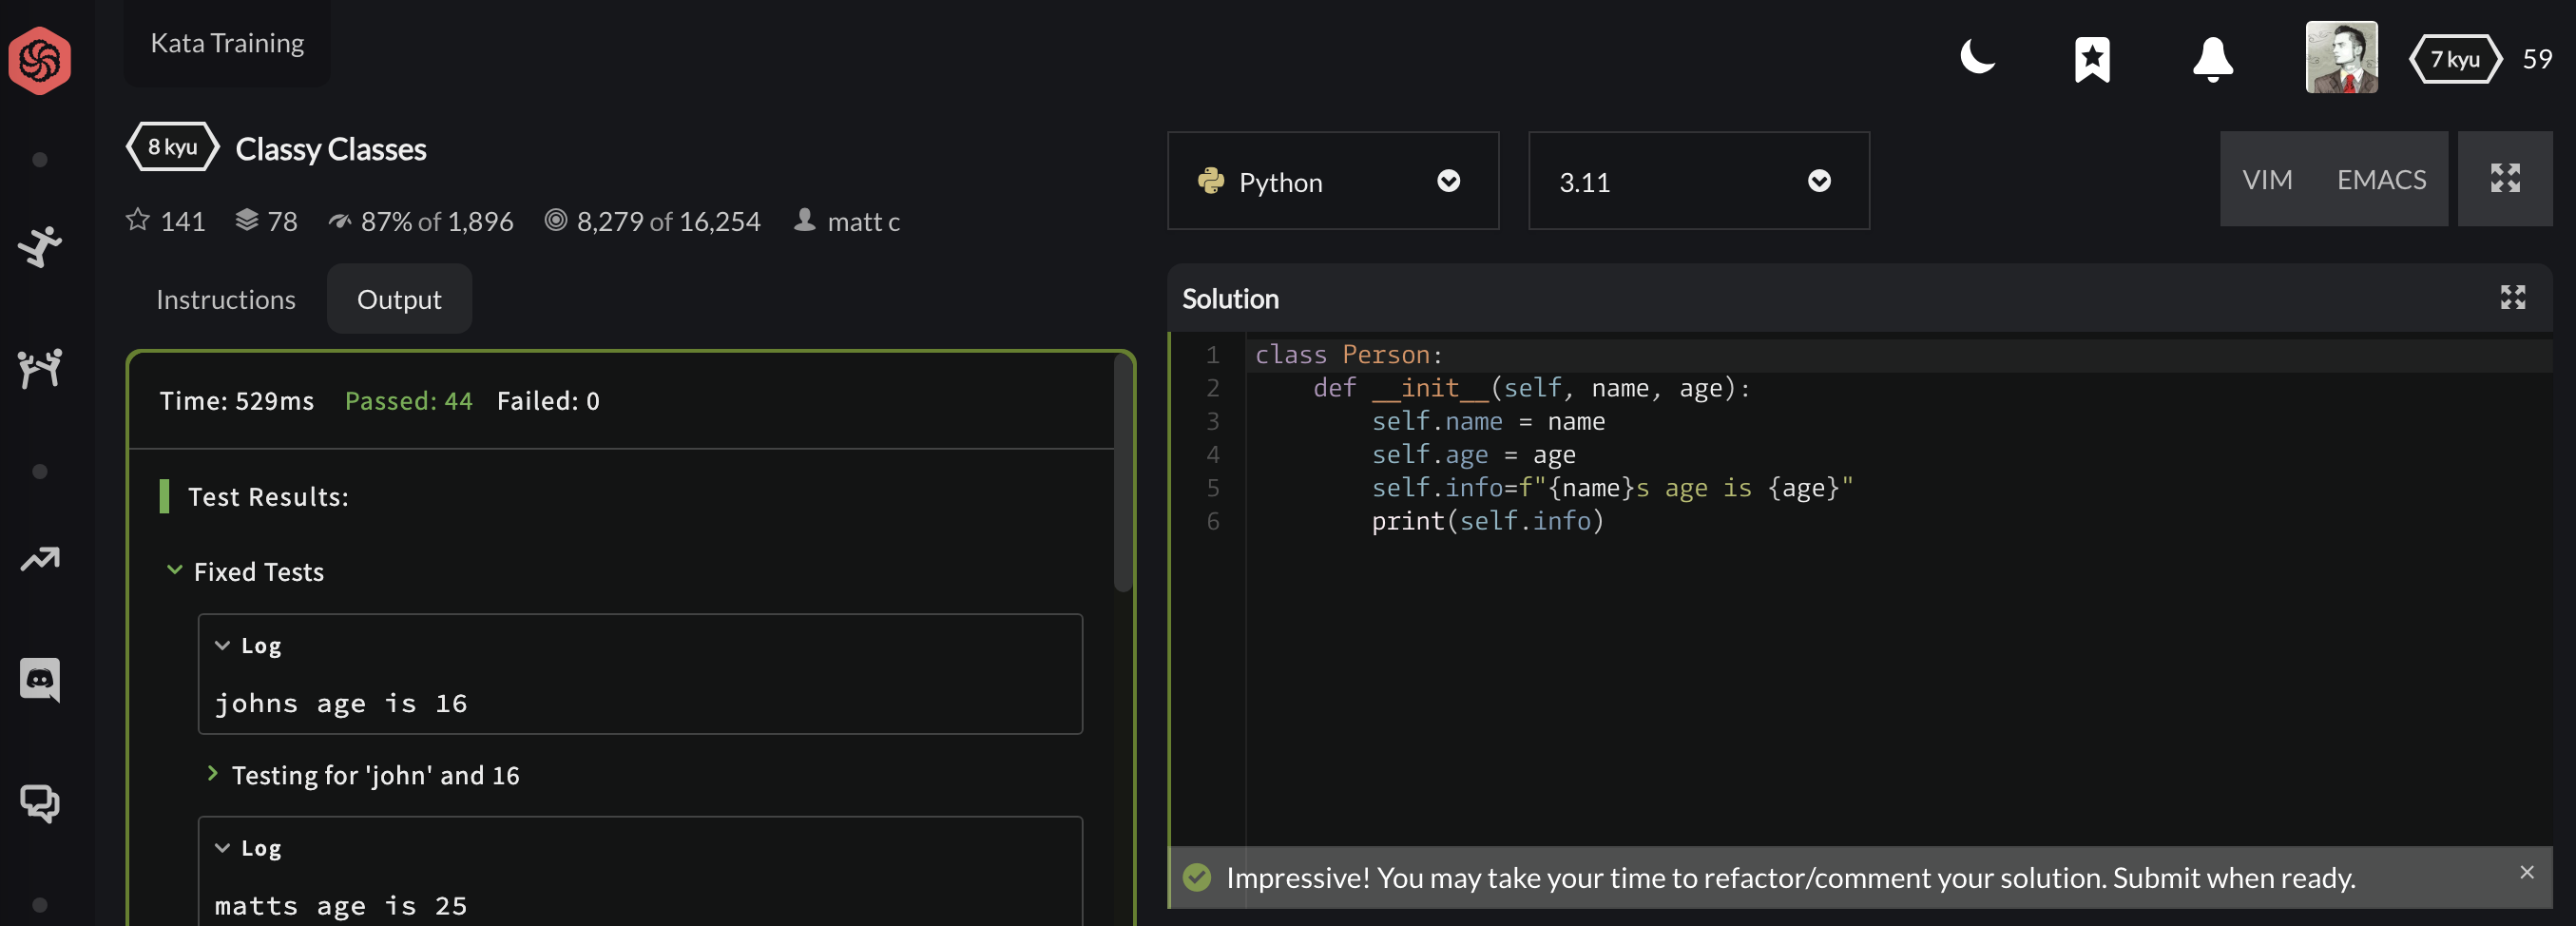 Kata Training
7 kyu 59
8 kyu Classy Classes
141 78 87% of 1,896 8,279 of 16,254 matt c
Python 3.11 VIM EMACS
Instructions Output
Time: 529ms Passed: 44 Failed: 0
Test Results:
Fixed Tests
Log
johns age is 16
Testing for 'john' and 16
Log
matts age is 25
Solution
1 class Person:
2     def __init__(self, name, age):
3         self.name = name
4         self.age = age
5         self.info=f"{name}s age is {age}"
6         print(self.info)
Impressive! You may take your time to refactor/comment your solution. Submit when ready.